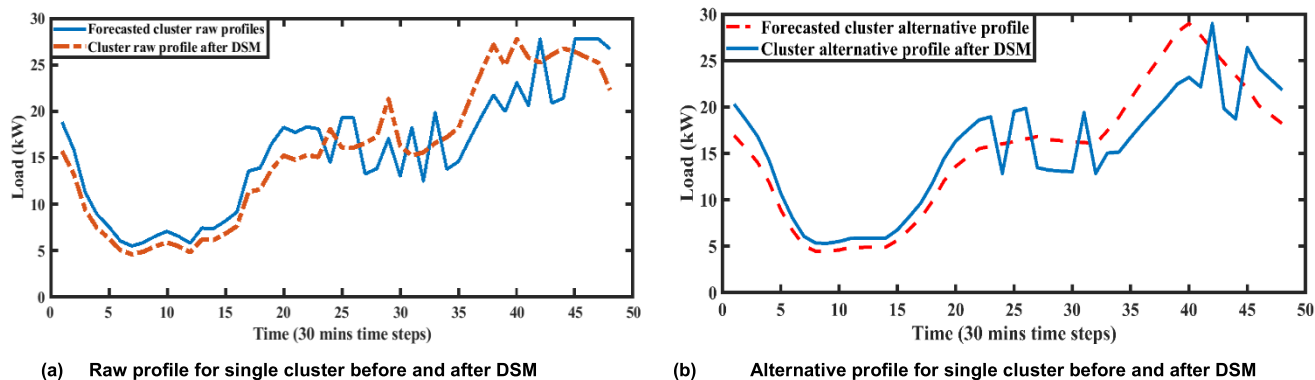 30
25
20
15
10
5
0
Load (kW)
Forecasted cluster raw profiles
Cluster raw profile after DSM
0 5 10 15 20 25 30 35 40 45 50
Time (30 mins time steps)
(a) Raw profile for single cluster before and after DSM
30
25
20
15
10
5
0
Load (kW)
Forecasted cluster alternative profile
Cluster alternative profile after DSM
0 5 10 15 20 25 30 35 40 45 50
Time (30 mins time steps)
(b) Alternative profile for single cluster before and after DSM